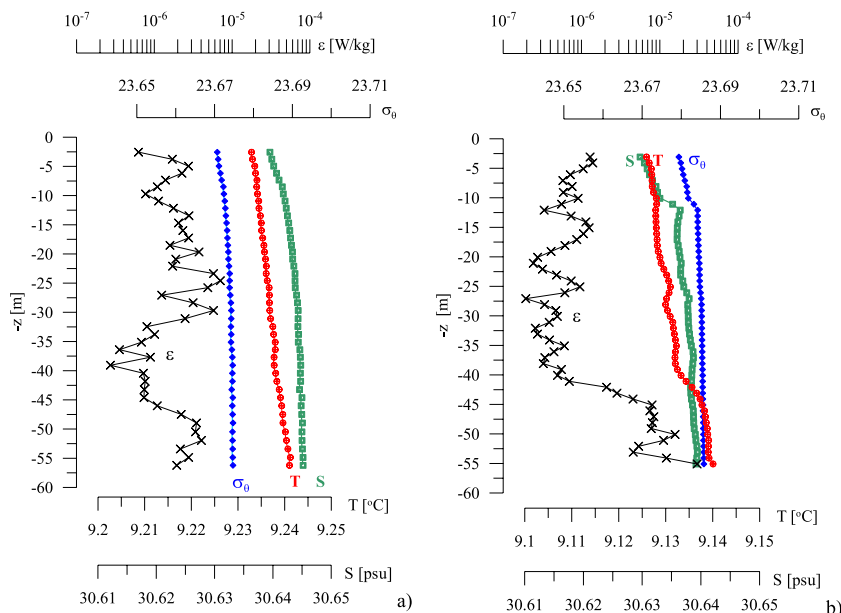 10⁻⁷ 10⁻⁶ 10⁻⁵ 10⁻⁴
ε [W/kg]
23.65 23.67 23.69 23.71
σθ
0
-5
-10
-15
-20
-25
-30
-35
-40
-45
-50
-55
-60
-z [m]
ε
σθ T S
T [°C]
9.2 9.21 9.22 9.23 9.24 9.25
S [psu]
30.61 30.62 30.63 30.64 30.65
a)
10⁻⁷ 10⁻⁶ 10⁻⁵ 10⁻⁴
ε [W/kg]
23.65 23.67 23.69 23.71
σθ
0
-5
-10
-15
-20
-25
-30
-35
-40
-45
-50
-55
-60
-z [m]
S T σθ
ε
T [°C]
9.1 9.11 9.12 9.13 9.14 9.15
S [psu]
30.61 30.62 30.63 30.64 30.65
b)